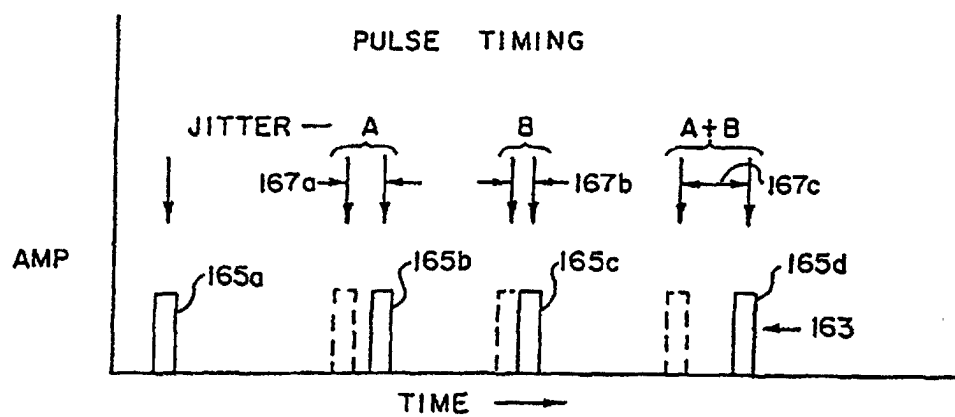 PULSE TIMING
JITTER — A B A+B
167a 167b 167c
AMP
165a 165b 165c 165d
163
TIME